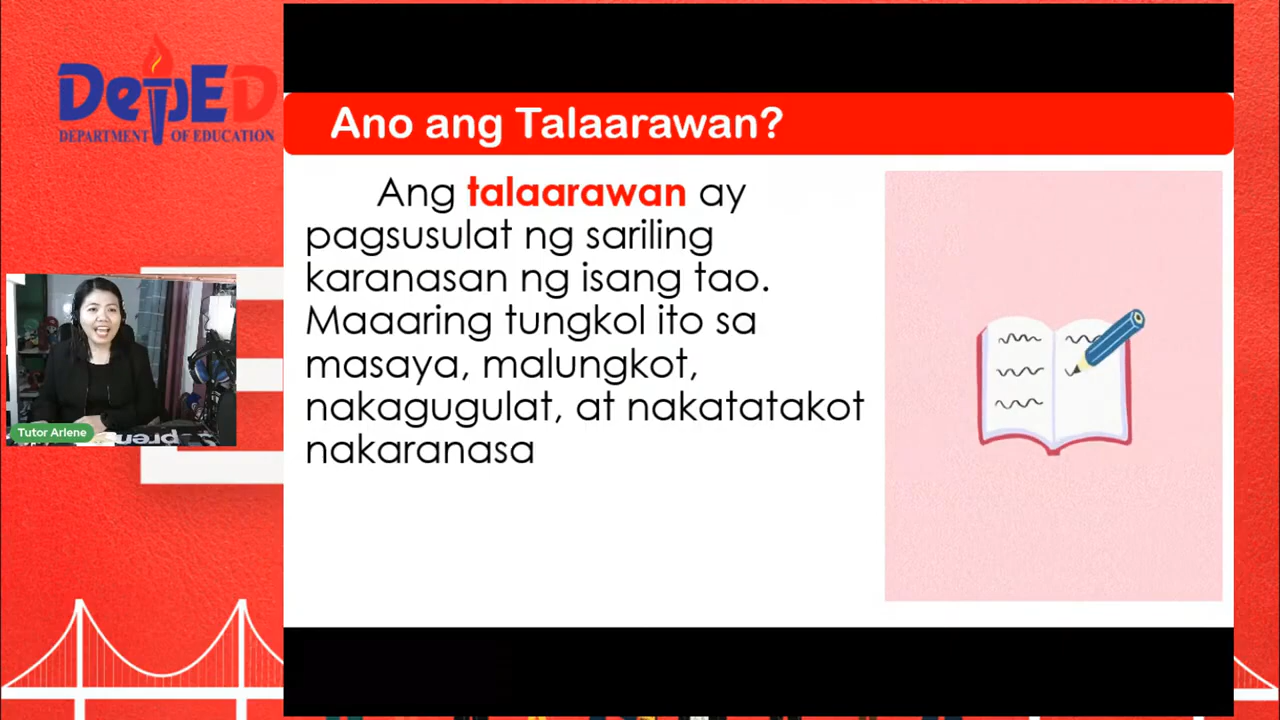 DepED
DEPARTMENT OF EDUCATION
Ano ang Talaarawan?
Ang talaarawan ay
pagsusulat ng sariling
karanasan ng isang tao.
Maaaring tungkol ito sa
masaya, malungkot,
nakagugulat, at nakatatakot
nakaranasa
Tutor Arlene